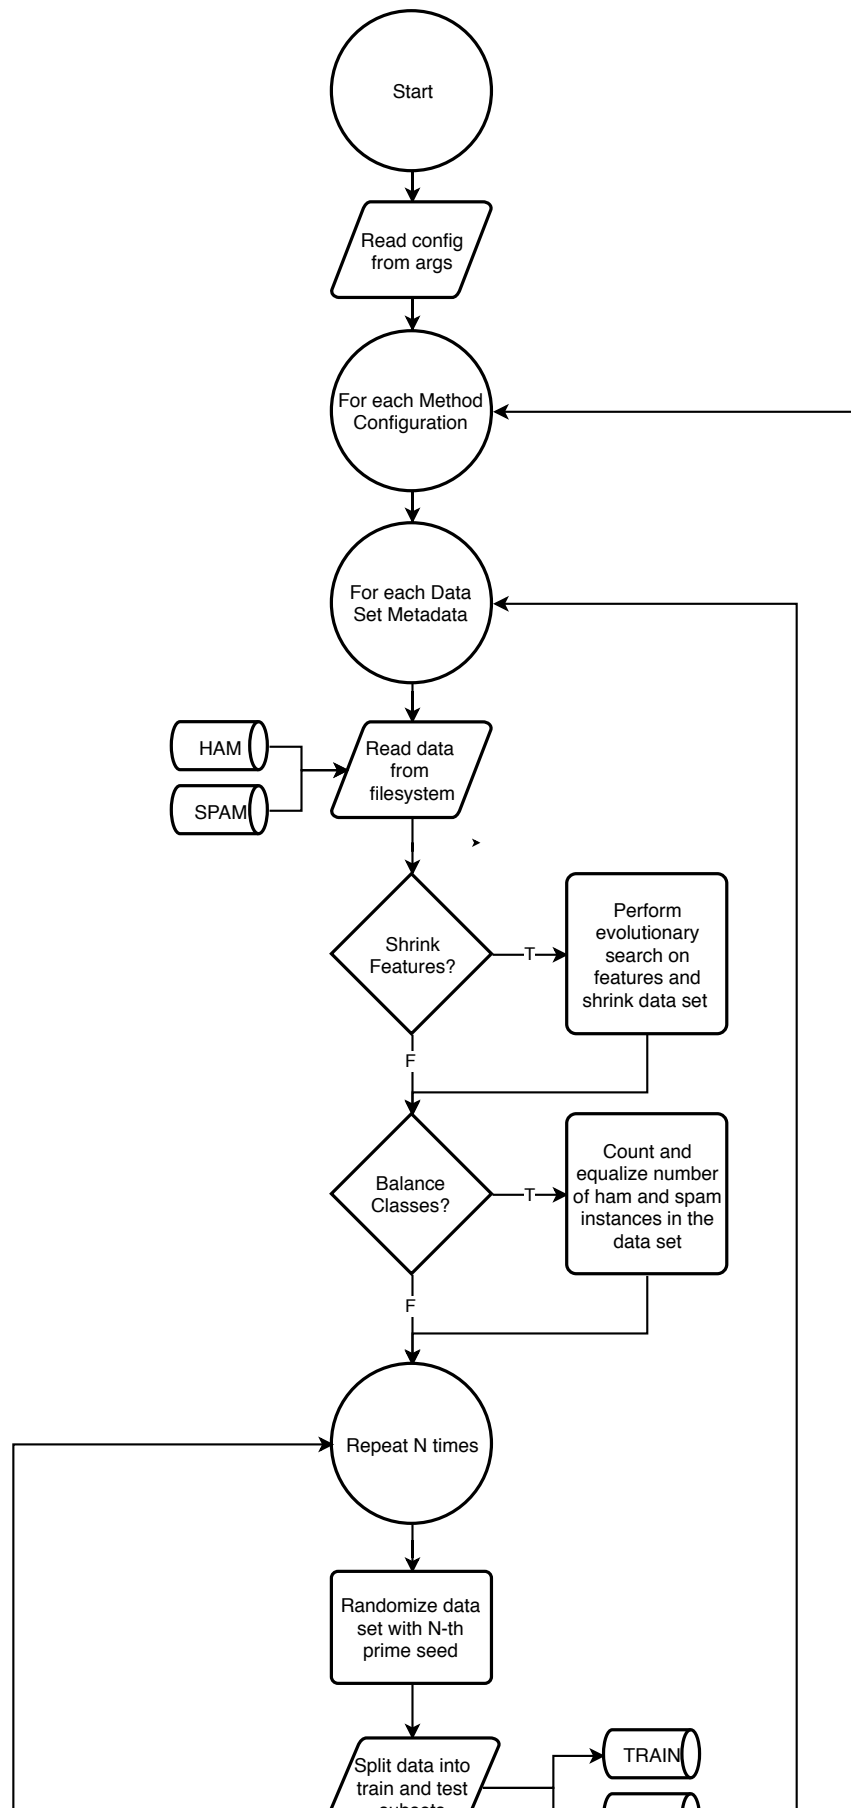 Start
Read config
from args
For each Method
Configuration
For each Data
Set Metadata
HAM
SPAM
Read data
from
filesystem
Shrink
Features?
T
Perform
evolutionary
search on
features and
shrink data set
F
Balance
Classes?
T
Count and
equalize number
of ham and spam
instances in the
data set
F
Repeat N times
Randomize data
set with N-th
prime seed
Split data into
train and test
subsets
TRAIN